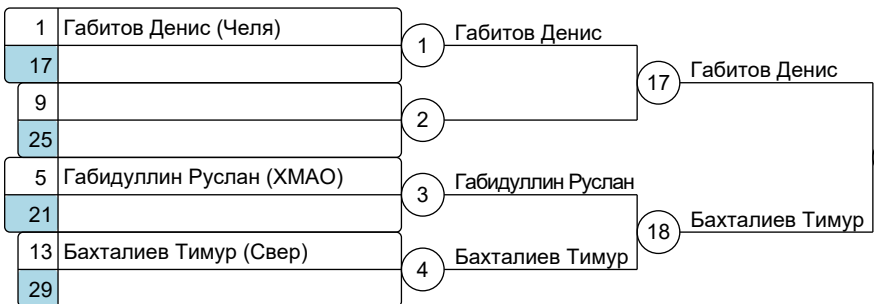 1 Габитов Денис (Челя)
17
9
25
5 Габидуллин Руслан (ХМАО)
21
13 Бахталиев Тимур (Свер)
29
1 Габитов Денис
2
3 Габидуллин Руслан
4 Бахталиев Тимур
17 Габитов Денис
18 Бахталиев Тимур